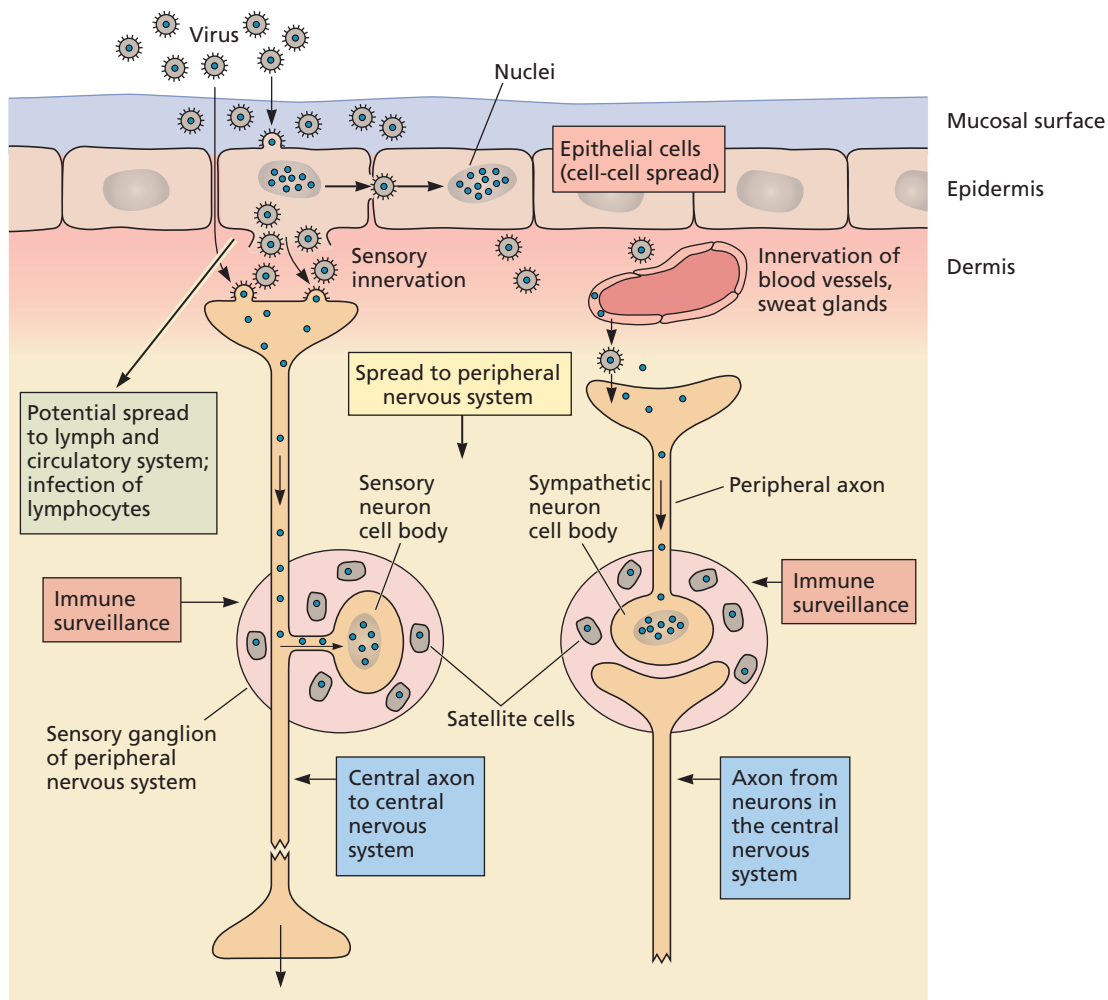 Virus
Nuclei
Mucosal surface
Epithelial cells
(cell-cell spread)
Epidermis
Sensory
innervation
Innervation of
blood vessels,
sweat glands
Dermis
Spread to peripheral
nervous system
Potential spread
to lymph and
circulatory system;
infection of
lymphocytes
Sensory
neuron
cell body
Sympathetic
neuron
cell body
Peripheral axon
Immune
surveillance
Immune
surveillance
Satellite cells
Sensory ganglion
of peripheral
nervous system
Central axon
to central
nervous
system
Axon from
neurons in
the central
nervous
system